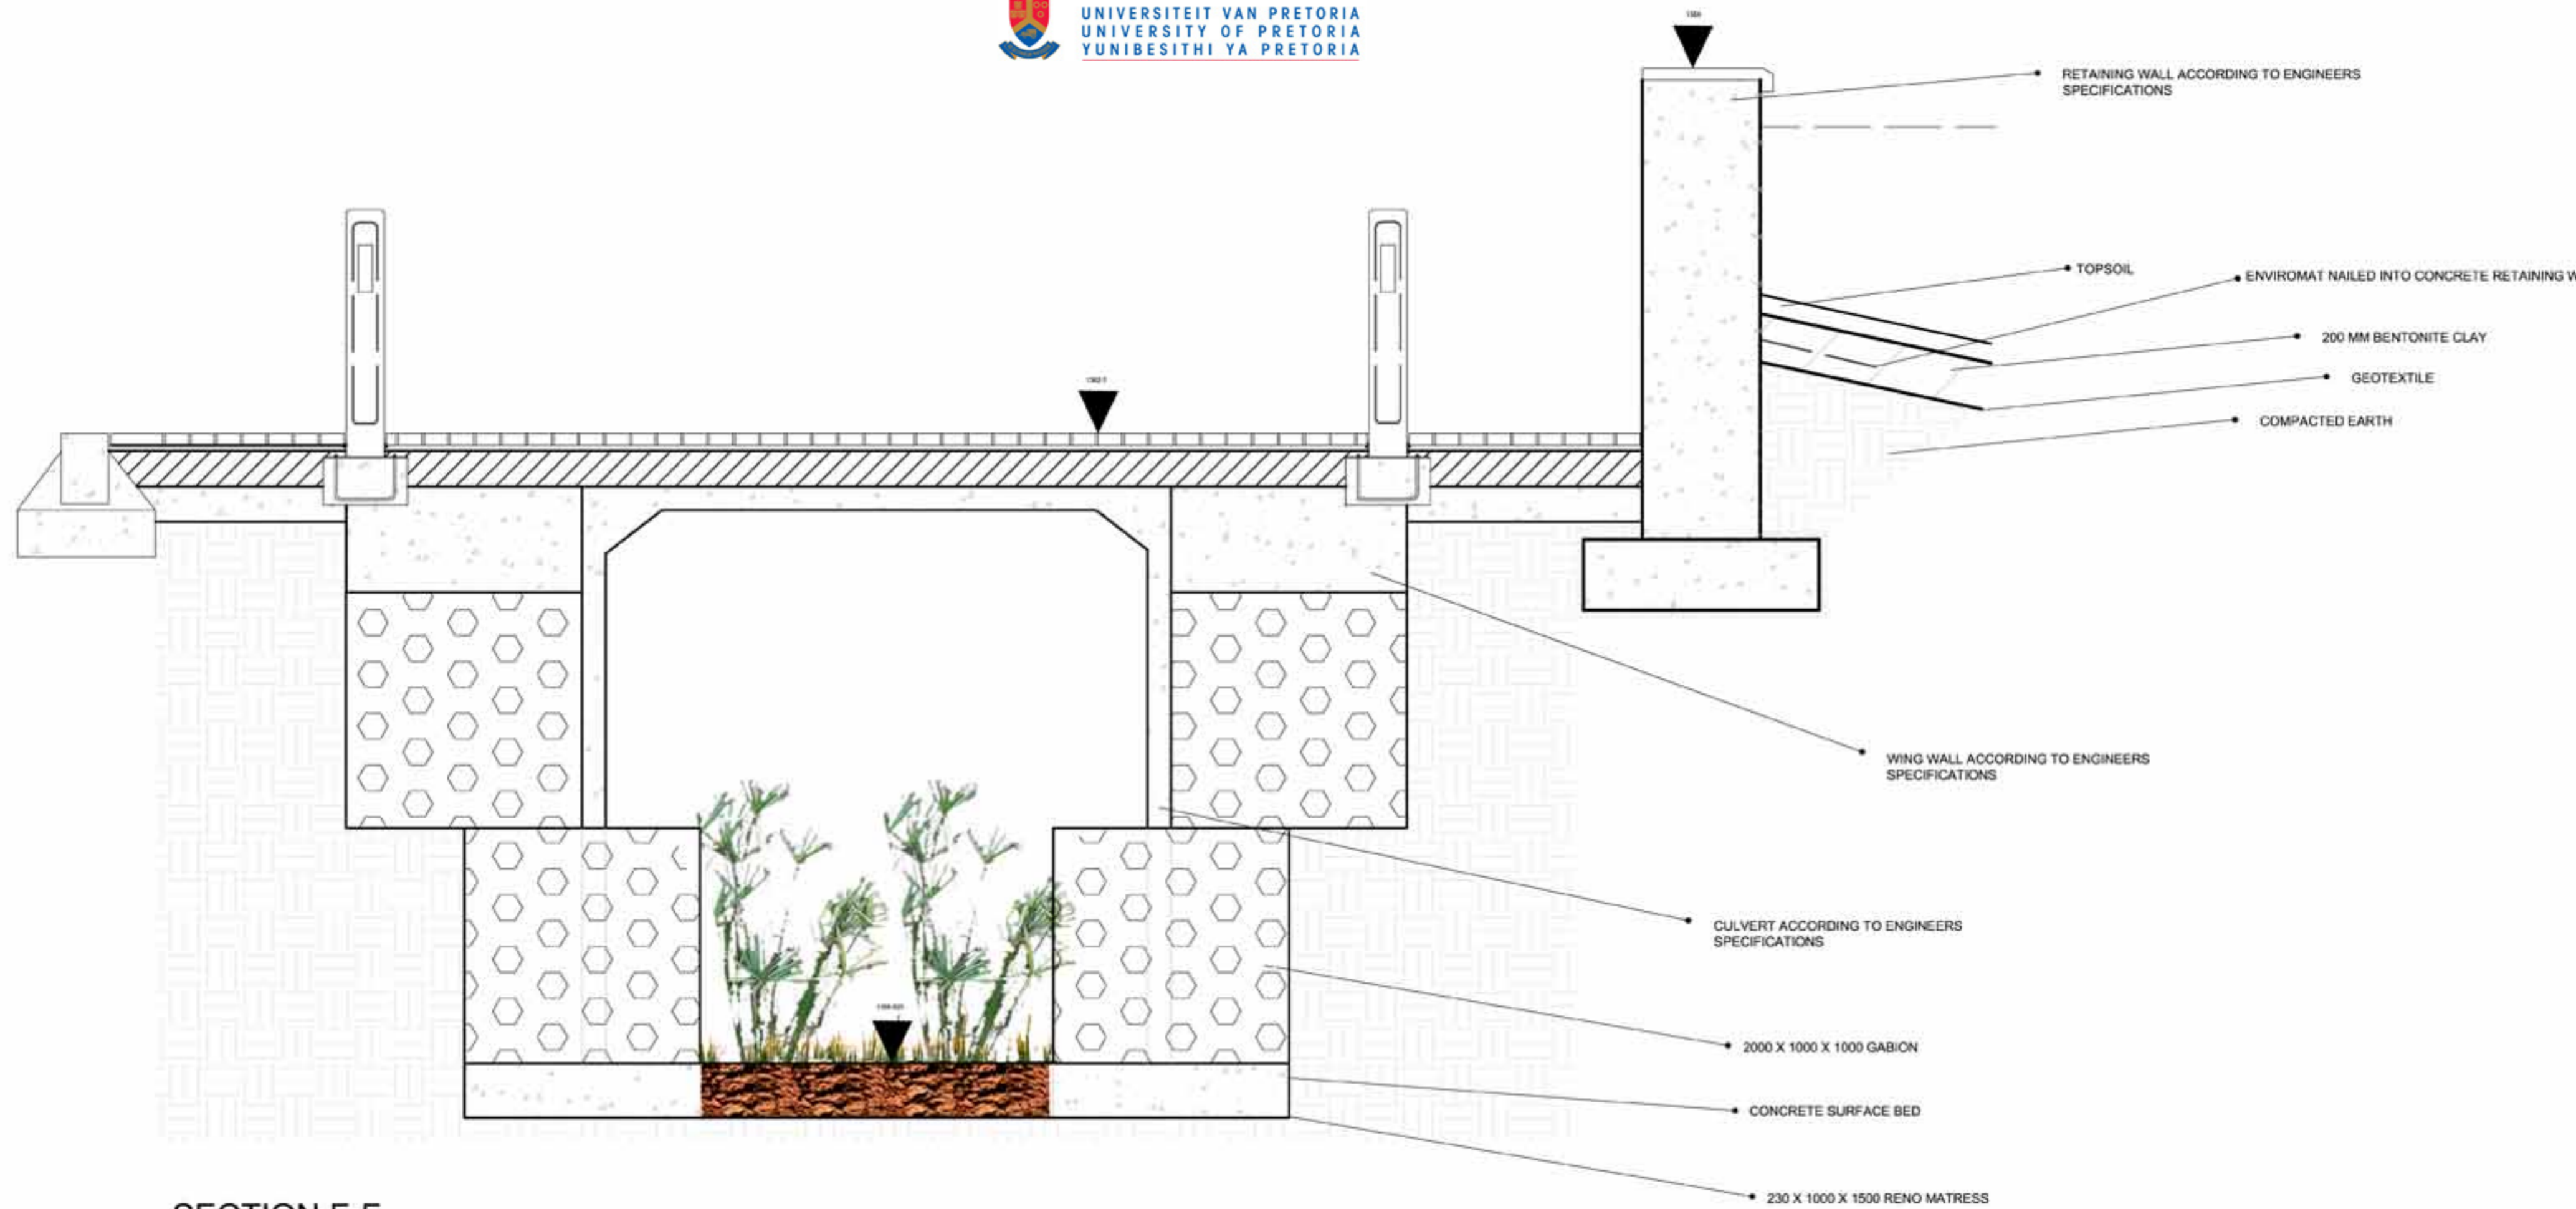 UNIVERSITEIT VAN PRETORIA
UNIVERSITY OF PRETORIA
YUNIBESITHI YA PRETORIA
RETAINING WALL ACCORDING TO ENGINEERS
SPECIFICATIONS
TOPSOIL
ENVIROMAT NAILED INTO CONCRETE RETAINING W
200 MM BENTONITE CLAY
GEOTEXTILE
COMPACTED EARTH
WING WALL ACCORDING TO ENGINEERS
SPECIFICATIONS
CULVERT ACCORDING TO ENGINEERS
SPECIFICATIONS
2000 X 1000 X 1000 GABION
CONCRETE SURFACE BED
230 X 1000 X 1500 RENO MATRESS
SECTION